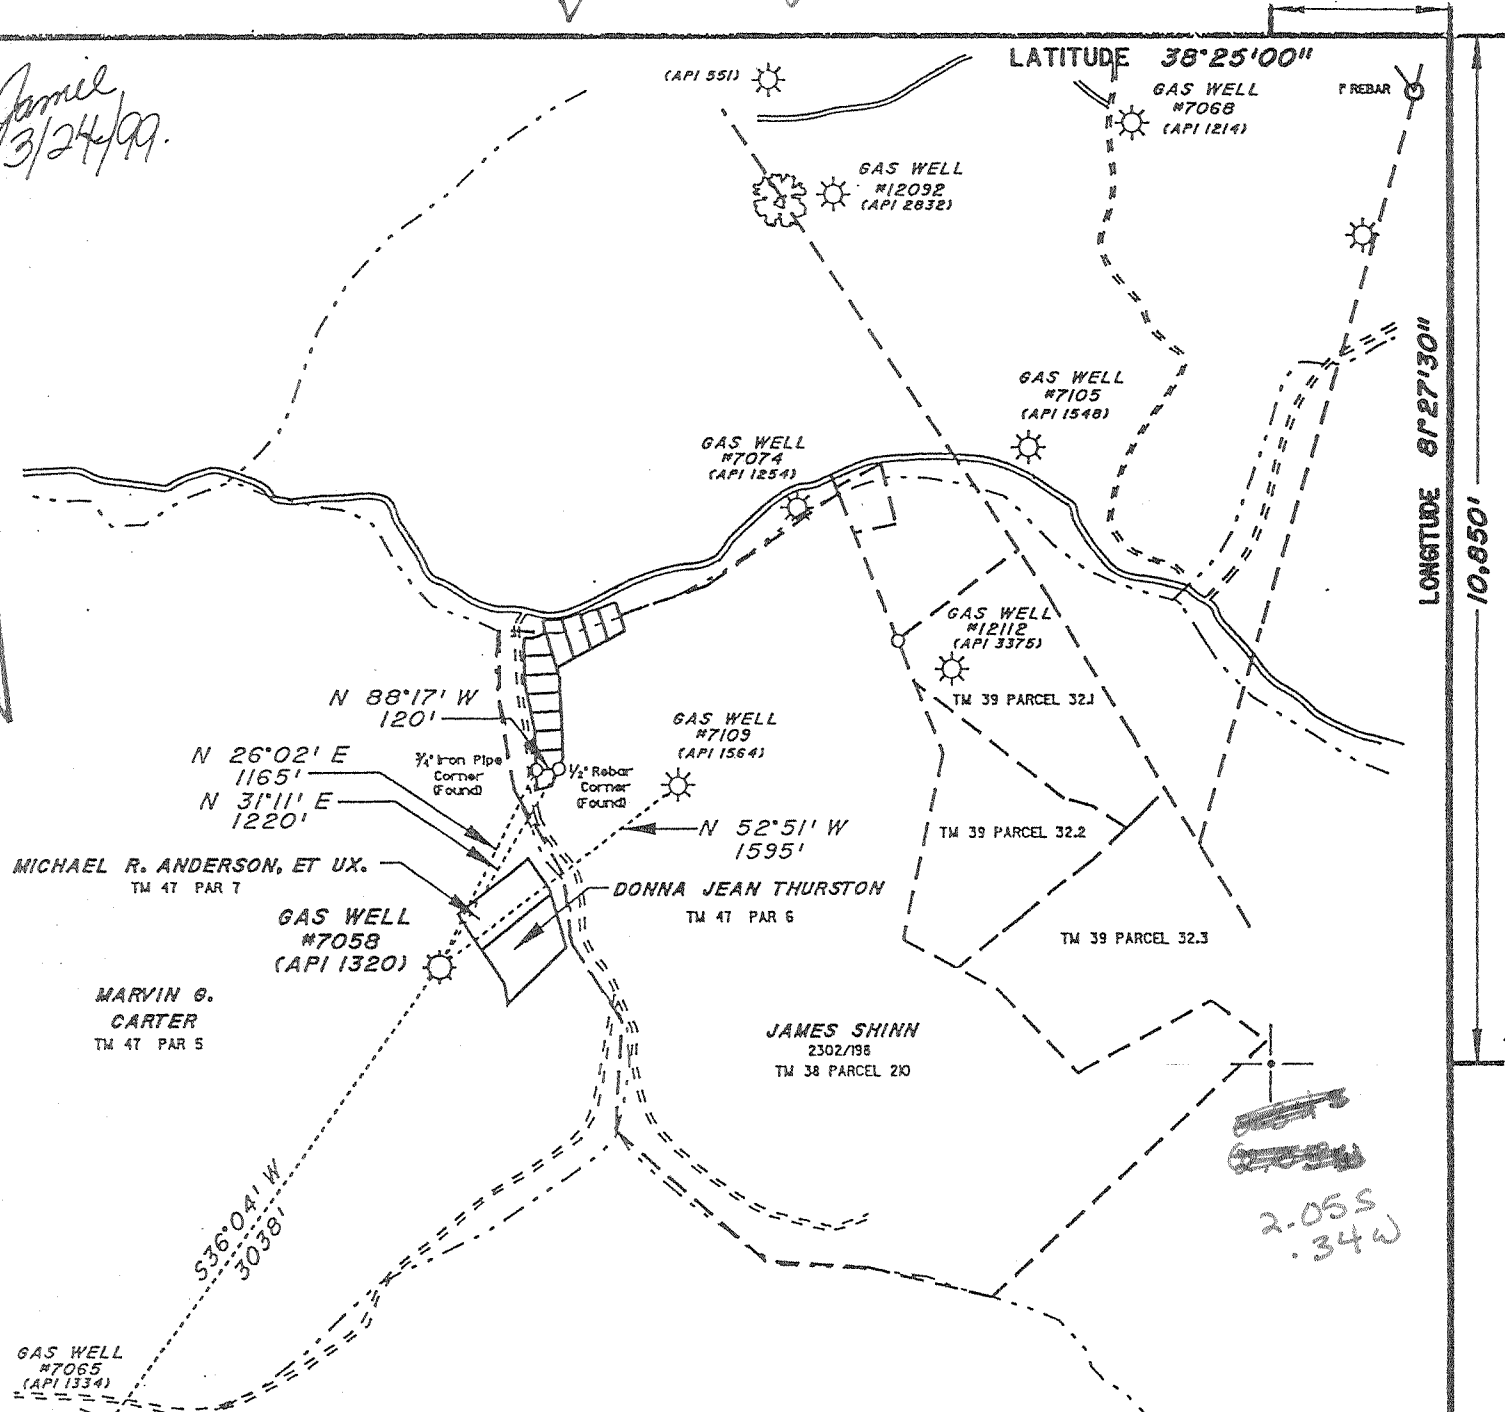 LATITUDE 38°25'00"
Jamie
3/24/99.
(API 551)
GAS WELL
#7068
(API 1214)
1" REBAR
GAS WELL
#12092
(API 2832)
LONGITUDE 81°27'30"
10,850'
GAS WELL
#7105
(API 1548)
GAS WELL
#7074
(API 1254)
GAS WELL
#12112
(API 3375)
TM 39 PARCEL 32.1
N 88°17' W
120'
GAS WELL
#7109
(API 1564)
N 26°02' E
1165'
3/4" Iron Pipe
Corner
(Found)
1/2" Rebar
Corner
(Found)
N 31°11' E
1220'
N 52°51' W
1595'
TM 39 PARCEL 32.2
MICHAEL R. ANDERSON, ET UX.
TM 47 PAR 7
DONNA JEAN THURSTON
TM 47 PAR 6
GAS WELL
#7058
(API 1320)
TM 39 PARCEL 32.3
MARVIN G.
CARTER
TM 47 PAR 5
JAMES SHINN
2302/196
TM 38 PARCEL 210
S36°04' W
3038'
2.05 S
.34 W
GAS WELL
#7065
(API 1334)